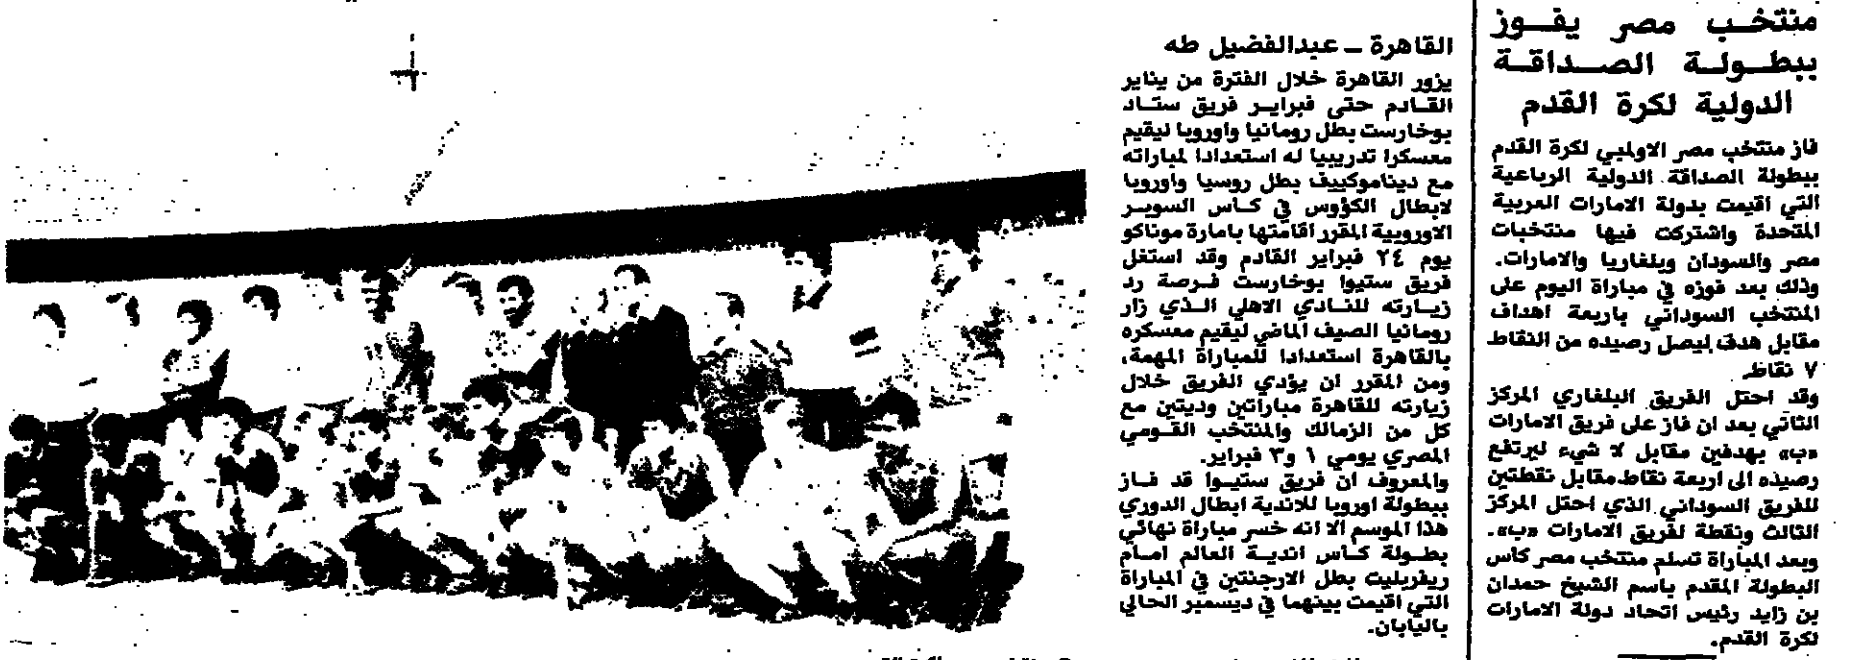 منتخب مصر يفوز
ببطولة الصداقة
الدولية لكرة القدم
فاز منتخب مصر الاولمبي لكرة القدم
ببطولة الصداقة الدولية الرباعية
التي اقيمت بدولة الامارات العربية
المتحدة واشتركت فيها منتخبات
مصر والسودان وبلغاريا والامارات.
وذلك بعد فوزه في مباراة اليوم على
المنتخب السوداني باربعة اهداف
مقابل هدف ليصل رصيده من النقاط
٧ نقاط.
وقد احتل الفريق البلغاري المركز
الثاني بعد ان فاز على فريق الامارات
«ب» بهدفين مقابل لا شيء ليرتفع
رصيده الى اربعة نقاط مقابل نقطتين
للفريق السوداني الذي احتل المركز
الثالث ونقطة لفريق الامارات «ب».
وبعد المباراة تسلم منتخب مصر كاس
البطولة المقدم باسم الشيخ حمدان
بن زايد رئيس اتحاد دولة الامارات
لكرة القدم.
القاهرة ــ عبدالفضيل طه
يزور القاهرة خلال الفترة من يناير
القادم حتى فبراير فريق ستاد
بوخارست بطل رومانيا واوروبا ليقيم
معسكرا تدريبيا له استعدادا لمباراته
مع ديناموكييف بطل روسيا واوروبا
لابطال الكؤوس في كاس السوبر
الاوروبية المقرر اقامتها بامارة موناكو
يوم ٢٤ فبراير القادم وقد استغل
فريق ستيوا بوخارست فرصة رد
زيارته للنادي الاهلي الذي زار
رومانيا الصيف الماضي ليقيم معسكره
بالقاهرة استعدادا للمباراة المهمة،
ومن المقرر ان يؤدي الفريق خلال
زيارته للقاهرة مباراتين وديتين مع
كل من الزمالك والمنتخب القومي
المصري يومي ١ و٣ فبراير.
والمعروف ان فريق ستيوا قد فاز
ببطولة اوروبا للاندية ابطال الدوري
هذا الموسم الا انه خسر مباراة نهائي
بطولة كاس اندية العالم امام
ريفربليت بطل الارجنتين في المباراة
التي اقيمت بينهما في ديسمبر الحالي
باليابان.